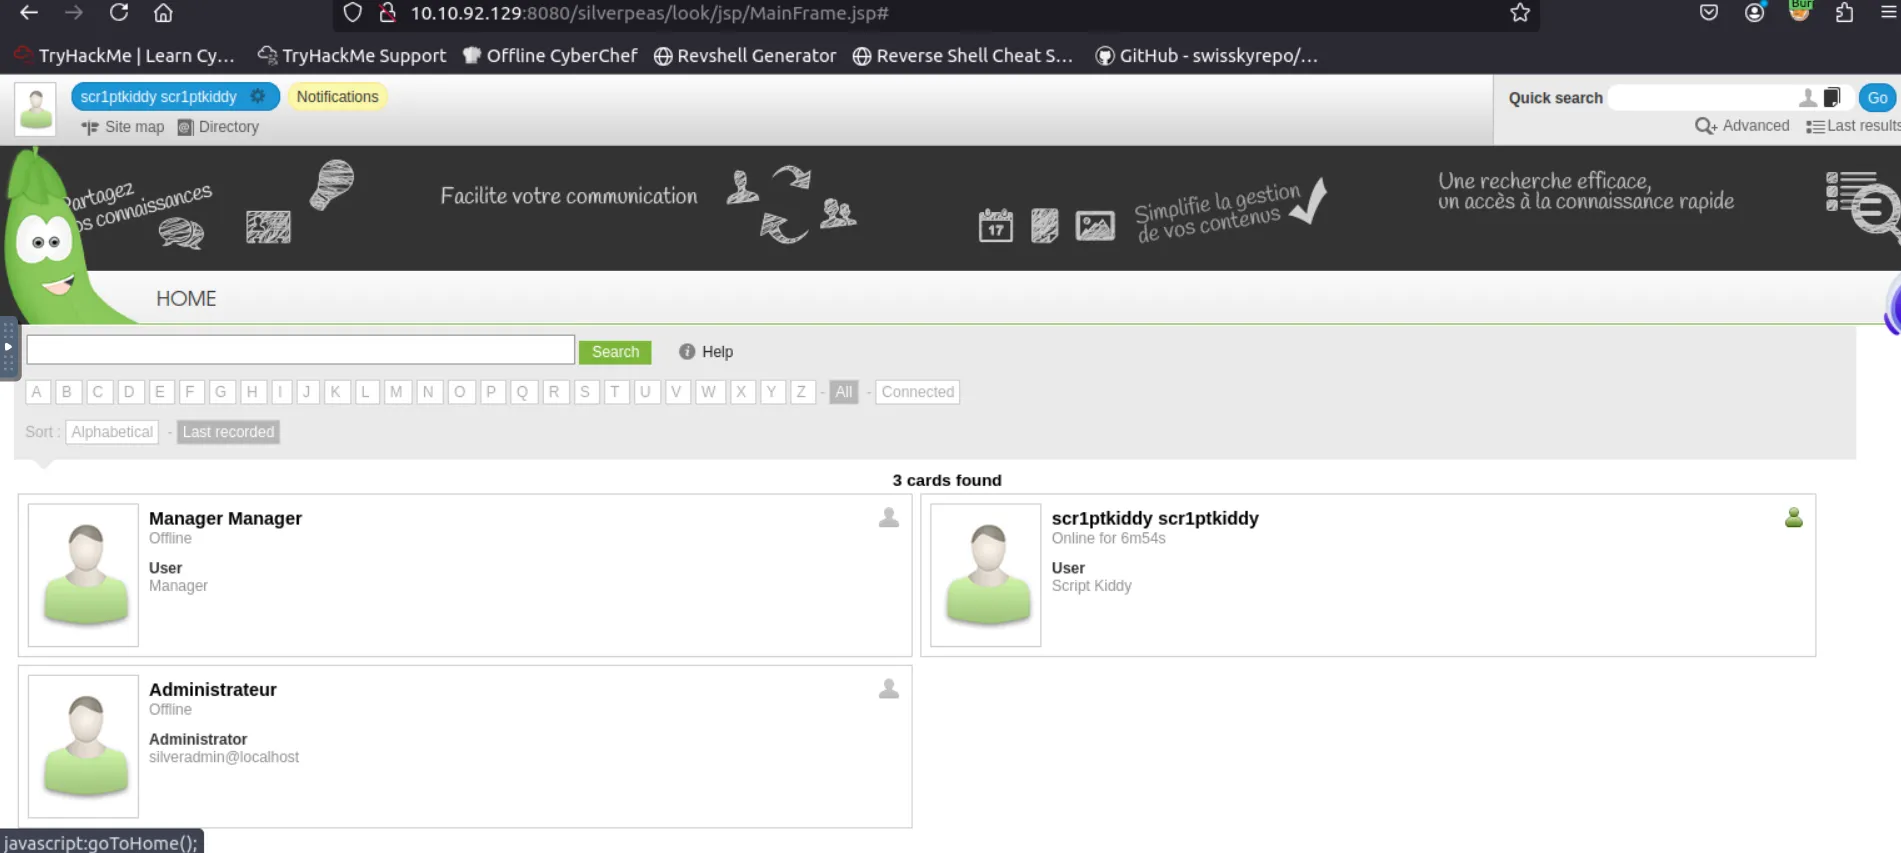 10.10.92.129:8080/silverpeas/look/jsp/MainFrame.jsp#
Bur
TryHackMe | Learn Cy… TryHackMe Support Offline CyberChef Revshell Generator Reverse Shell Cheat S… GitHub - swisskyrepo/…
scr1ptkiddy scr1ptkiddy Notifications
Quick search Go
Site map Directory
Advanced Last results
Partagez
vos connaissances
Facilite votre communication
17
Simplifie la gestion
de vos contenus
Une recherche efficace,
un accès à la connaissance rapide
HOME
Search Help
A B C D E F G H I J K L M N O P Q R S T U V W X Y Z - All - Connected
Sort : Alphabetical - Last recorded
3 cards found
Manager Manager
Offline
User
Manager
scr1ptkiddy scr1ptkiddy
Online for 6m54s
User
Script Kiddy
Administrateur
Offline
Administrator
silveradmin@localhost
javascript:goToHome();